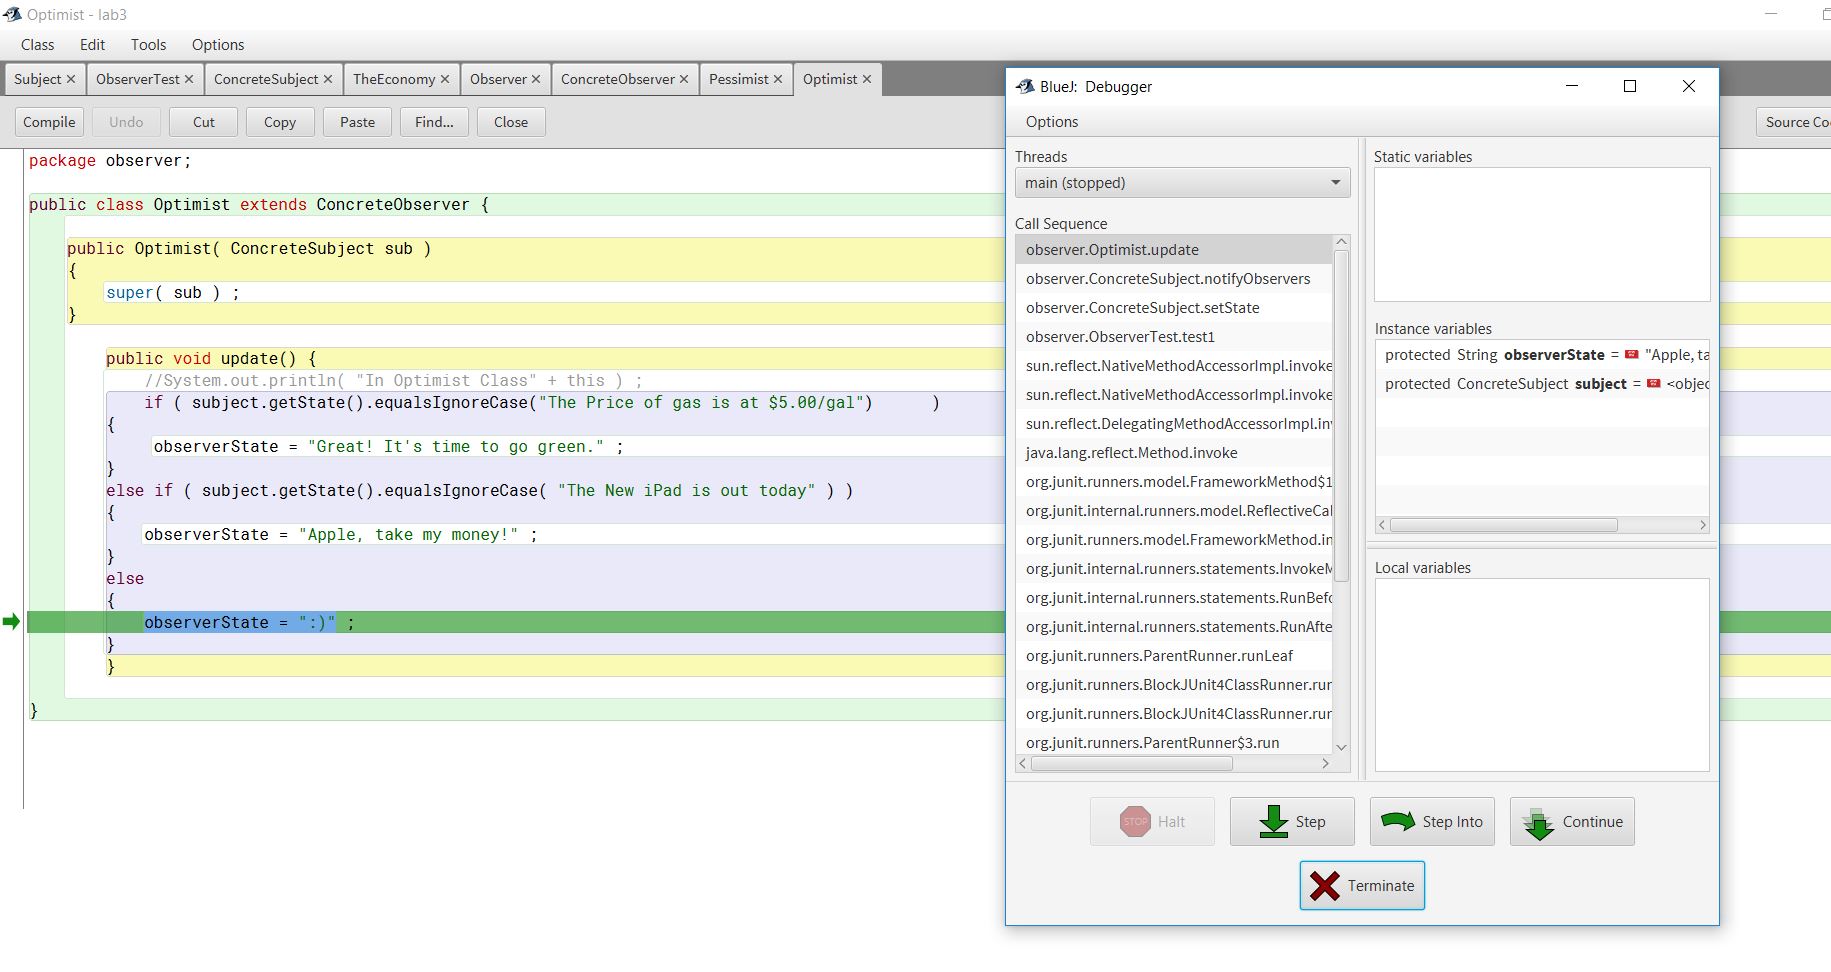 Optimist - lab3
Class Edit Tools Options
Subject × ObserverTest × ConcreteSubject × TheEconomy × Observer × ConcreteObserver × Pessimist × Optimist ×
Compile Undo Cut Copy Paste Find... Close Source Co
package observer;
public class Optimist extends ConcreteObserver {
public Optimist( ConcreteSubject sub )
{
super( sub ) ;
}
public void update() {
//System.out.println( "In Optimist Class" + this ) ;
if ( subject.getState().equalsIgnoreCase("The Price of gas is at $5.00/gal") )
{
observerState = "Great! It's time to go green." ;
}
else if ( subject.getState().equalsIgnoreCase( "The New iPad is out today" ) )
{
observerState = "Apple, take my money!" ;
}
else
{
observerState = ":)" ;
}
}
}
BlueJ: Debugger
Options
Threads
main (stopped)
Call Sequence
observer.Optimist.update
observer.ConcreteSubject.notifyObservers
observer.ConcreteSubject.setState
observer.ObserverTest.test1
sun.reflect.NativeMethodAccessorImpl.invoke
sun.reflect.NativeMethodAccessorImpl.invoke
sun.reflect.DelegatingMethodAccessorImpl.in
java.lang.reflect.Method.invoke
org.junit.runners.model.FrameworkMethod$1
org.junit.internal.runners.model.ReflectiveCal
org.junit.runners.model.FrameworkMethod.in
org.junit.internal.runners.statements.InvokeM
org.junit.internal.runners.statements.RunBefo
org.junit.internal.runners.statements.RunAfte
org.junit.runners.ParentRunner.runLeaf
org.junit.runners.BlockJUnit4ClassRunner.run
org.junit.runners.BlockJUnit4ClassRunner.run
org.junit.runners.ParentRunner$3.run
Static variables
Instance variables
protected String observerState = "Apple, ta
protected ConcreteSubject subject = <objec
Local variables
STOP Halt Step Step Into Continue
Terminate